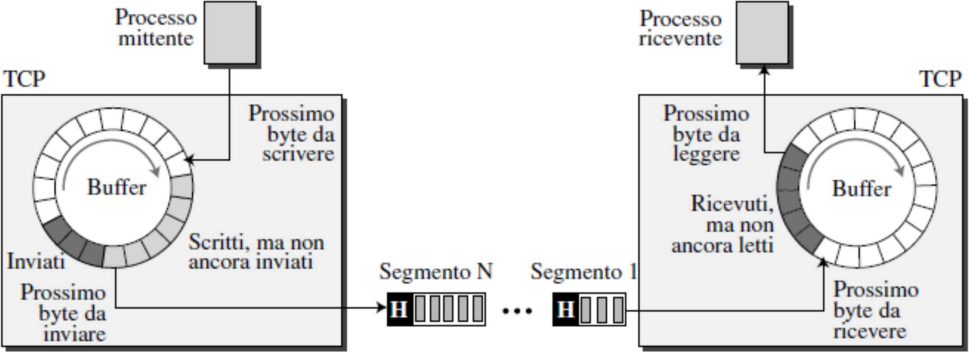 Processo
mittente
Processo
ricevente
TCP
TCP
Prossimo
byte da
scrivere
Buffer
Inviati
Scritti, ma non
ancora inviati
Prossimo
byte da
inviare
Segmento N
H
...
Segmento 1
H
Prossimo
byte da
leggere
Buffer
Ricevuti,
ma non
ancora letti
Prossimo
byte da
ricevere